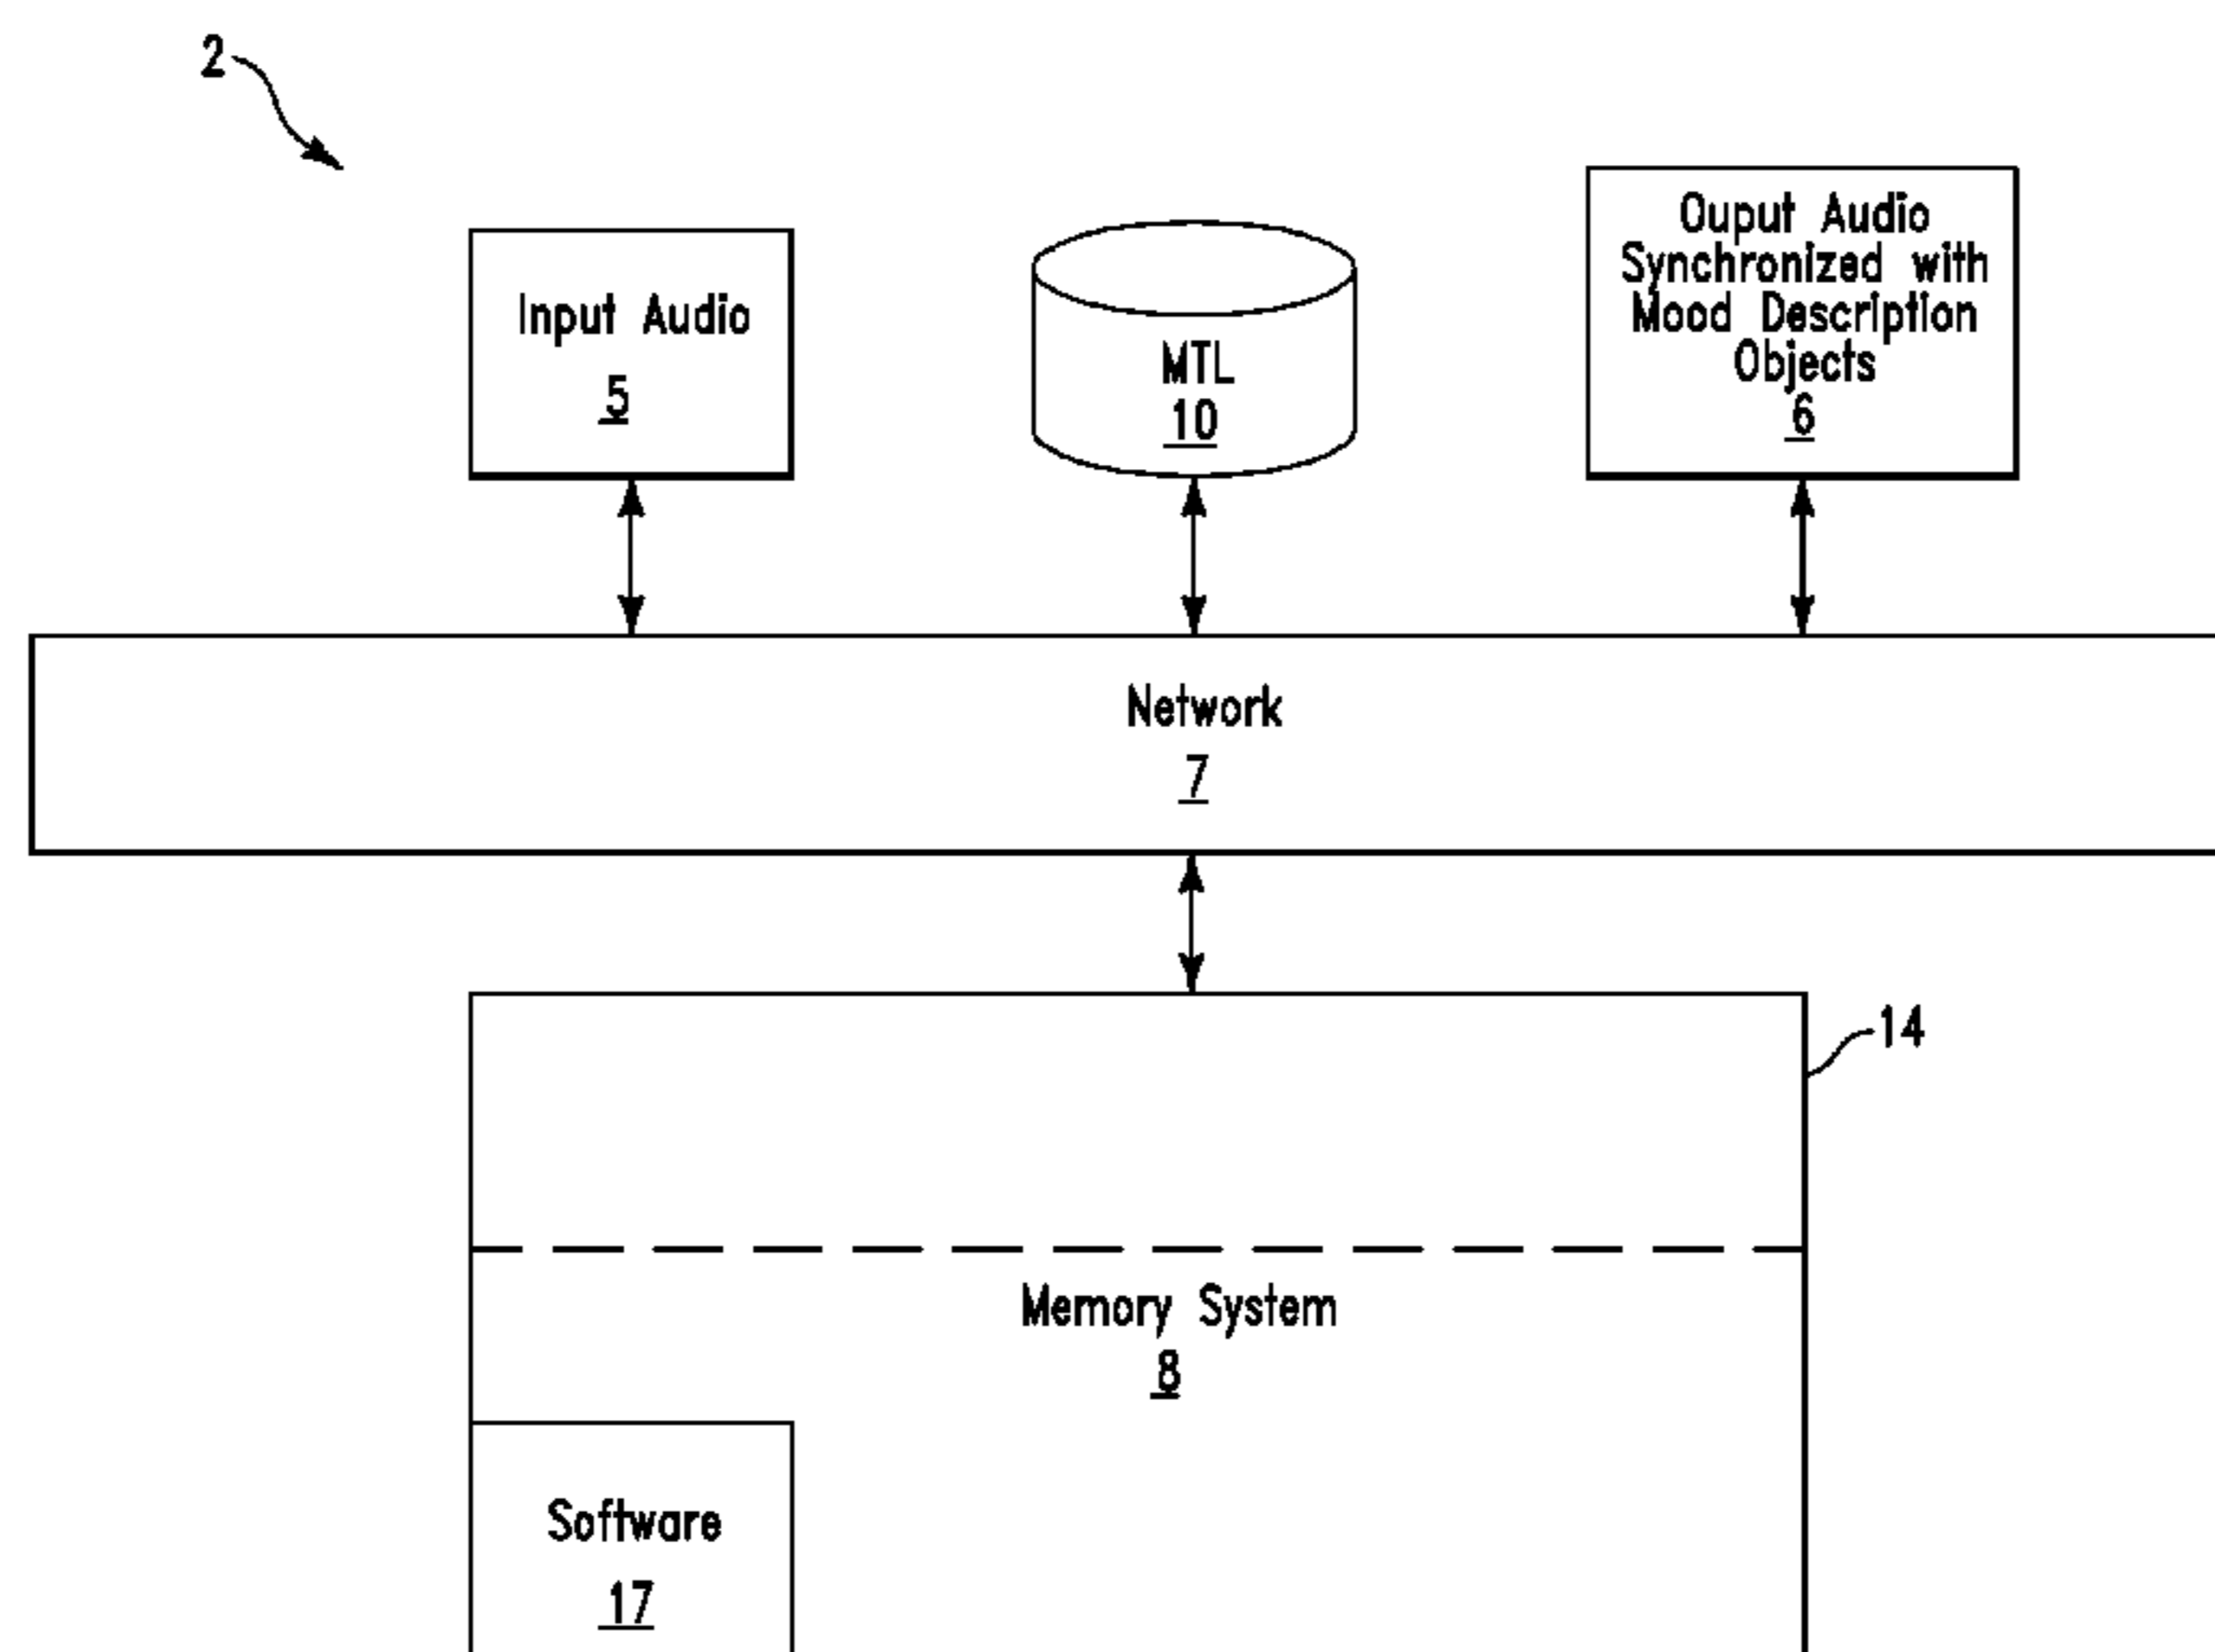 2
Input Audio
5
MTL
10
Ouput Audio
Synchronized with
Mood Description
Objects
6
Network
7
14
Memory System
8
Software
17